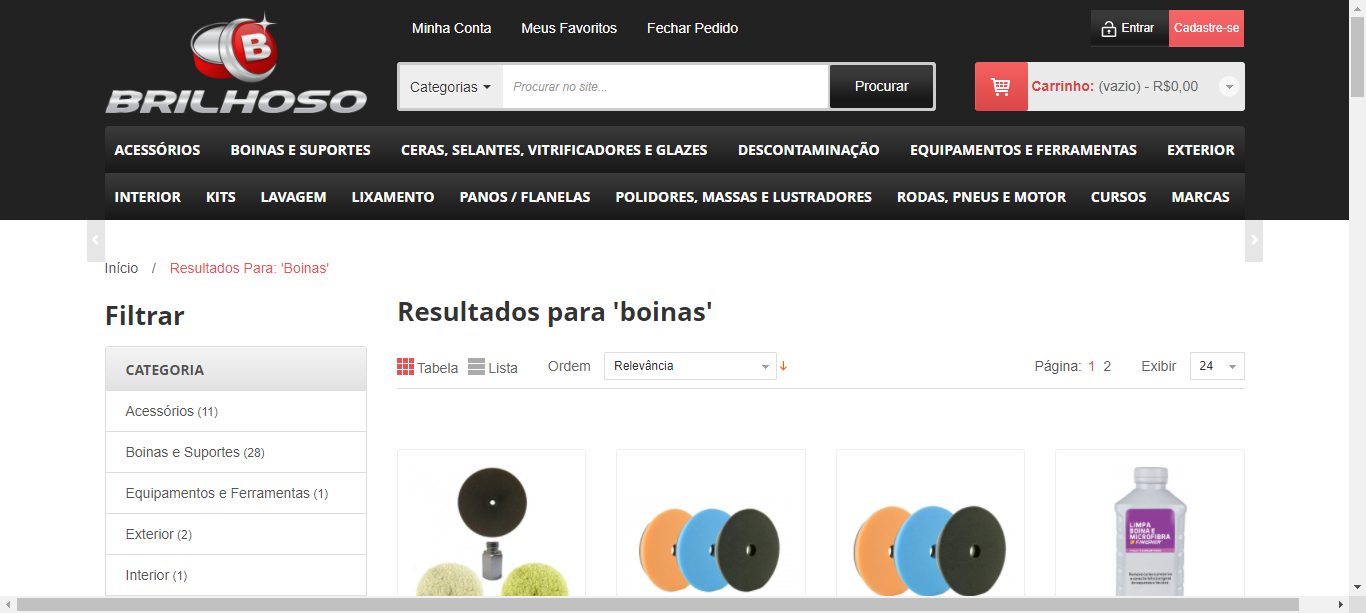 Minha Conta Meus Favoritos Fechar Pedido Entrar Cadastre-se
B
BRILHOSO
Categorias Procurar no site... Procurar Carrinho: (vazio) - R$0,00
ACESSÓRIOS BOINAS E SUPORTES CERAS, SELANTES, VITRIFICADORES E GLAZES DESCONTAMINAÇÃO EQUIPAMENTOS E FERRAMENTAS EXTERIOR
INTERIOR KITS LAVAGEM LIXAMENTO PANOS / FLANELAS POLIDORES, MASSAS E LUSTRADORES RODAS, PNEUS E MOTOR CURSOS MARCAS
Início / Resultados Para: 'Boinas'
Filtrar
CATEGORIA
Acessórios (11)
Boinas e Suportes (28)
Equipamentos e Ferramentas (1)
Exterior (2)
Interior (1)
Resultados para 'boinas'
Tabela Lista Ordem Relevância Página: 1 2 Exibir 24
LIMPA
BOINA E
MICROFIBRA
FINISHER